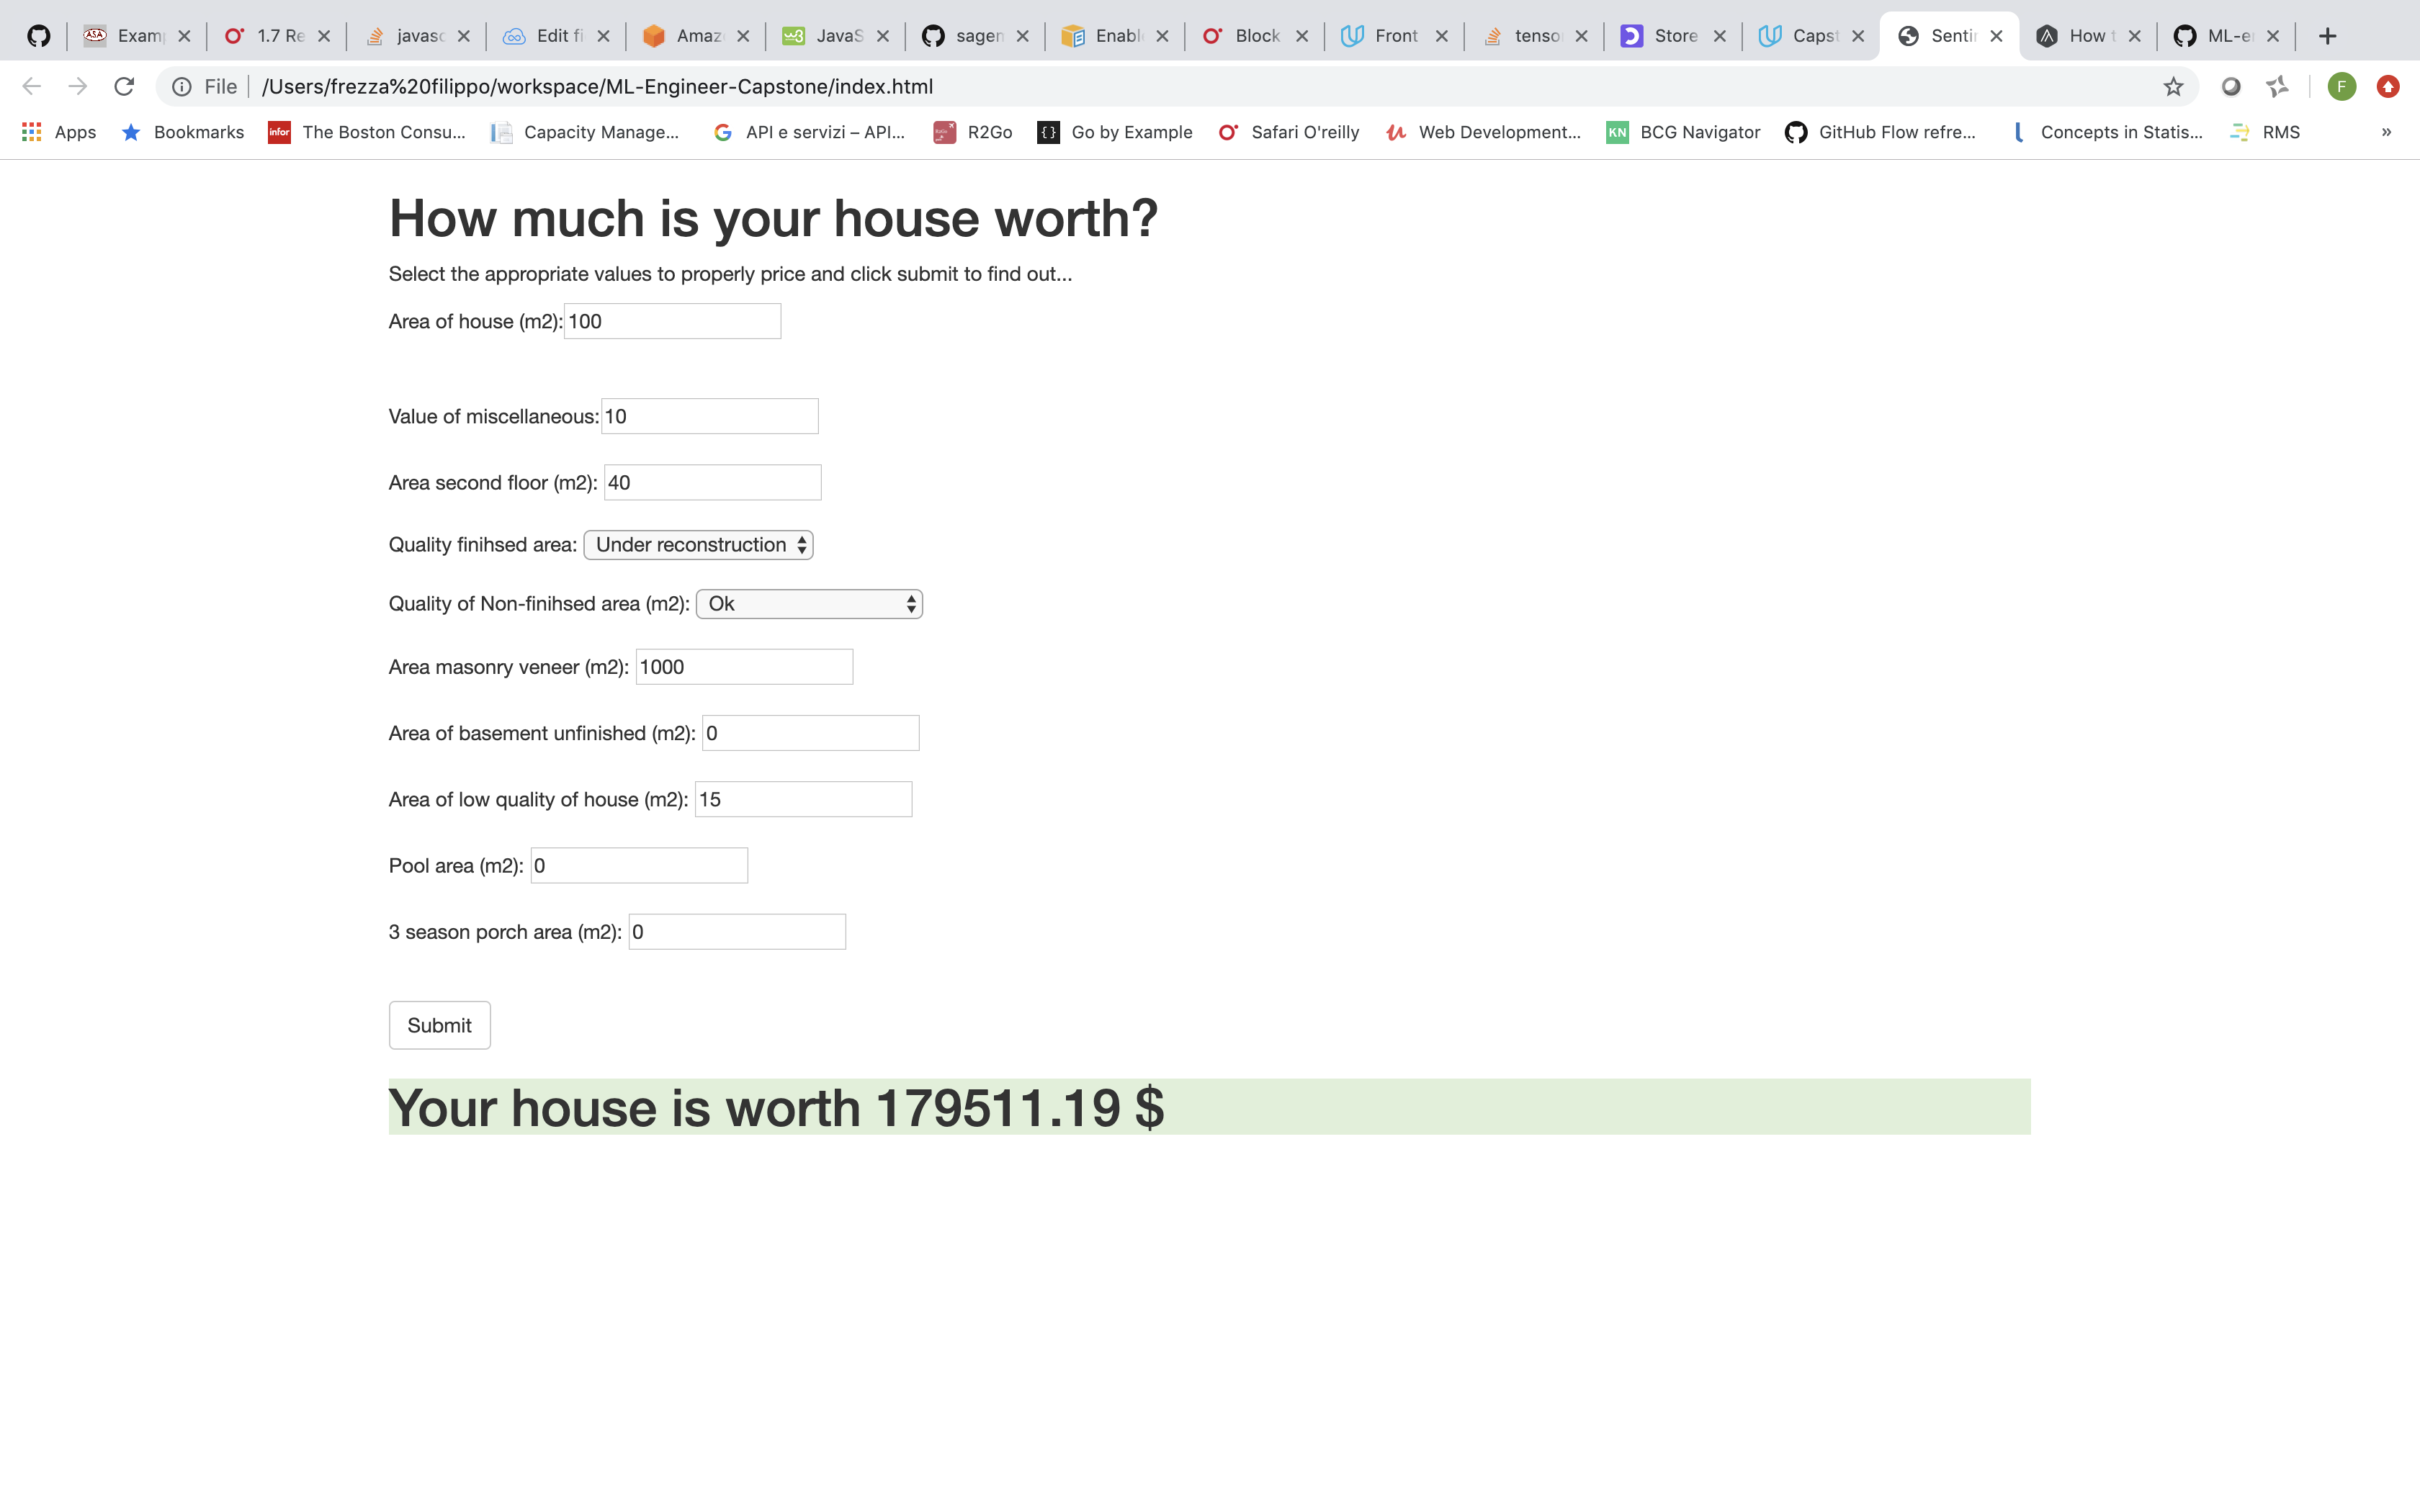 Exam
1.7 Re
javasc
Edit fi
Amaz
JavaS
sagem
Enabl
Block
Front
tensor
Store
Capst
Sentim
How t
ML-en
File /Users/frezza%20filippo/workspace/ML-Engineer-Capstone/index.html
F
Apps
Bookmarks
infor The Boston Consu...
Capacity Manage...
API e servizi – API...
R2Go
Go by Example
Safari O'reilly
Web Development...
KN BCG Navigator
GitHub Flow refre...
Concepts in Statis...
RMS
»
How much is your house worth?
Select the appropriate values to properly price and click submit to find out...
Area of house (m2): 100
Value of miscellaneous: 10
Area second floor (m2): 40
Quality finihsed area: Under reconstruction
Quality of Non-finihsed area (m2): Ok
Area masonry veneer (m2): 1000
Area of basement unfinished (m2): 0
Area of low quality of house (m2): 15
Pool area (m2): 0
3 season porch area (m2): 0
Submit
Your house is worth 179511.19 $